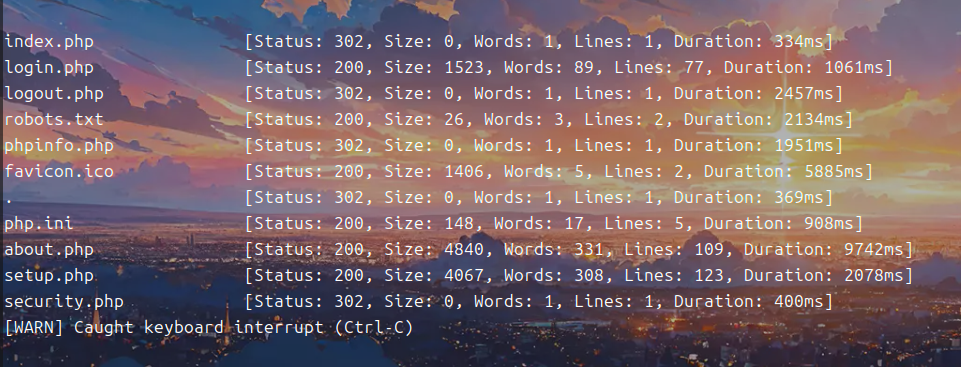 index.php [Status: 302, Size: 0, Words: 1, Lines: 1, Duration: 334ms]
login.php [Status: 200, Size: 1523, Words: 89, Lines: 77, Duration: 1061ms]
logout.php [Status: 302, Size: 0, Words: 1, Lines: 1, Duration: 2457ms]
robots.txt [Status: 200, Size: 26, Words: 3, Lines: 2, Duration: 2134ms]
phpinfo.php [Status: 302, Size: 0, Words: 1, Lines: 1, Duration: 1951ms]
favicon.ico [Status: 200, Size: 1406, Words: 5, Lines: 2, Duration: 5885ms]
. [Status: 302, Size: 0, Words: 1, Lines: 1, Duration: 369ms]
php.ini [Status: 200, Size: 148, Words: 17, Lines: 5, Duration: 908ms]
about.php [Status: 200, Size: 4840, Words: 331, Lines: 109, Duration: 9742ms]
setup.php [Status: 200, Size: 4067, Words: 308, Lines: 123, Duration: 2078ms]
security.php [Status: 302, Size: 0, Words: 1, Lines: 1, Duration: 400ms]
[WARN] Caught keyboard interrupt (Ctrl-C)